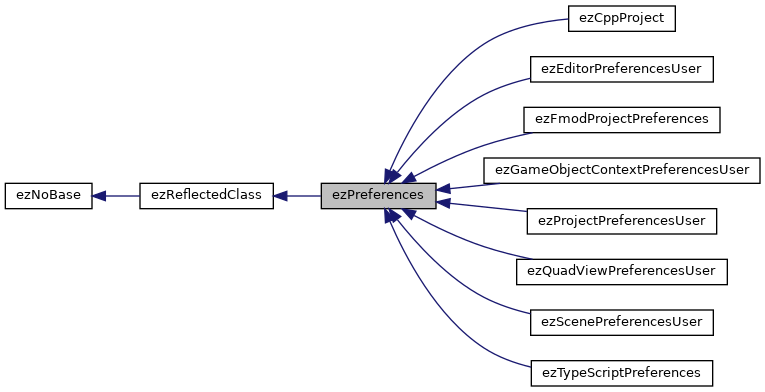 ezCppProject
ezEditorPreferencesUser
ezFmodProjectPreferences
ezGameObjectContextPreferencesUser
ezNoBase
ezReflectedClass
ezPreferences
ezProjectPreferencesUser
ezQuadViewPreferencesUser
ezScenePreferencesUser
ezTypeScriptPreferences